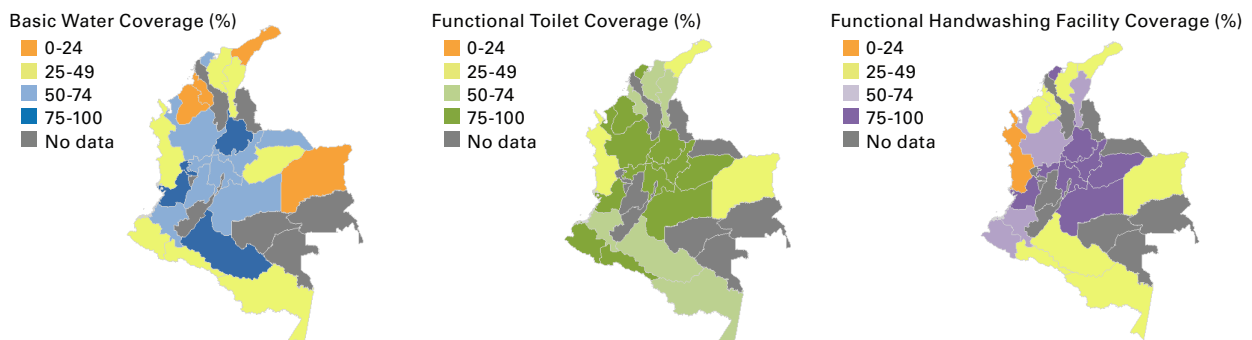 Basic Water Coverage (%)
0-24
25-49
50-74
75-100
No data
Functional Toilet Coverage (%)
0-24
25-49
50-74
75-100
No data
Functional Handwashing Facility Coverage (%)
0-24
25-49
50-74
75-100
No data